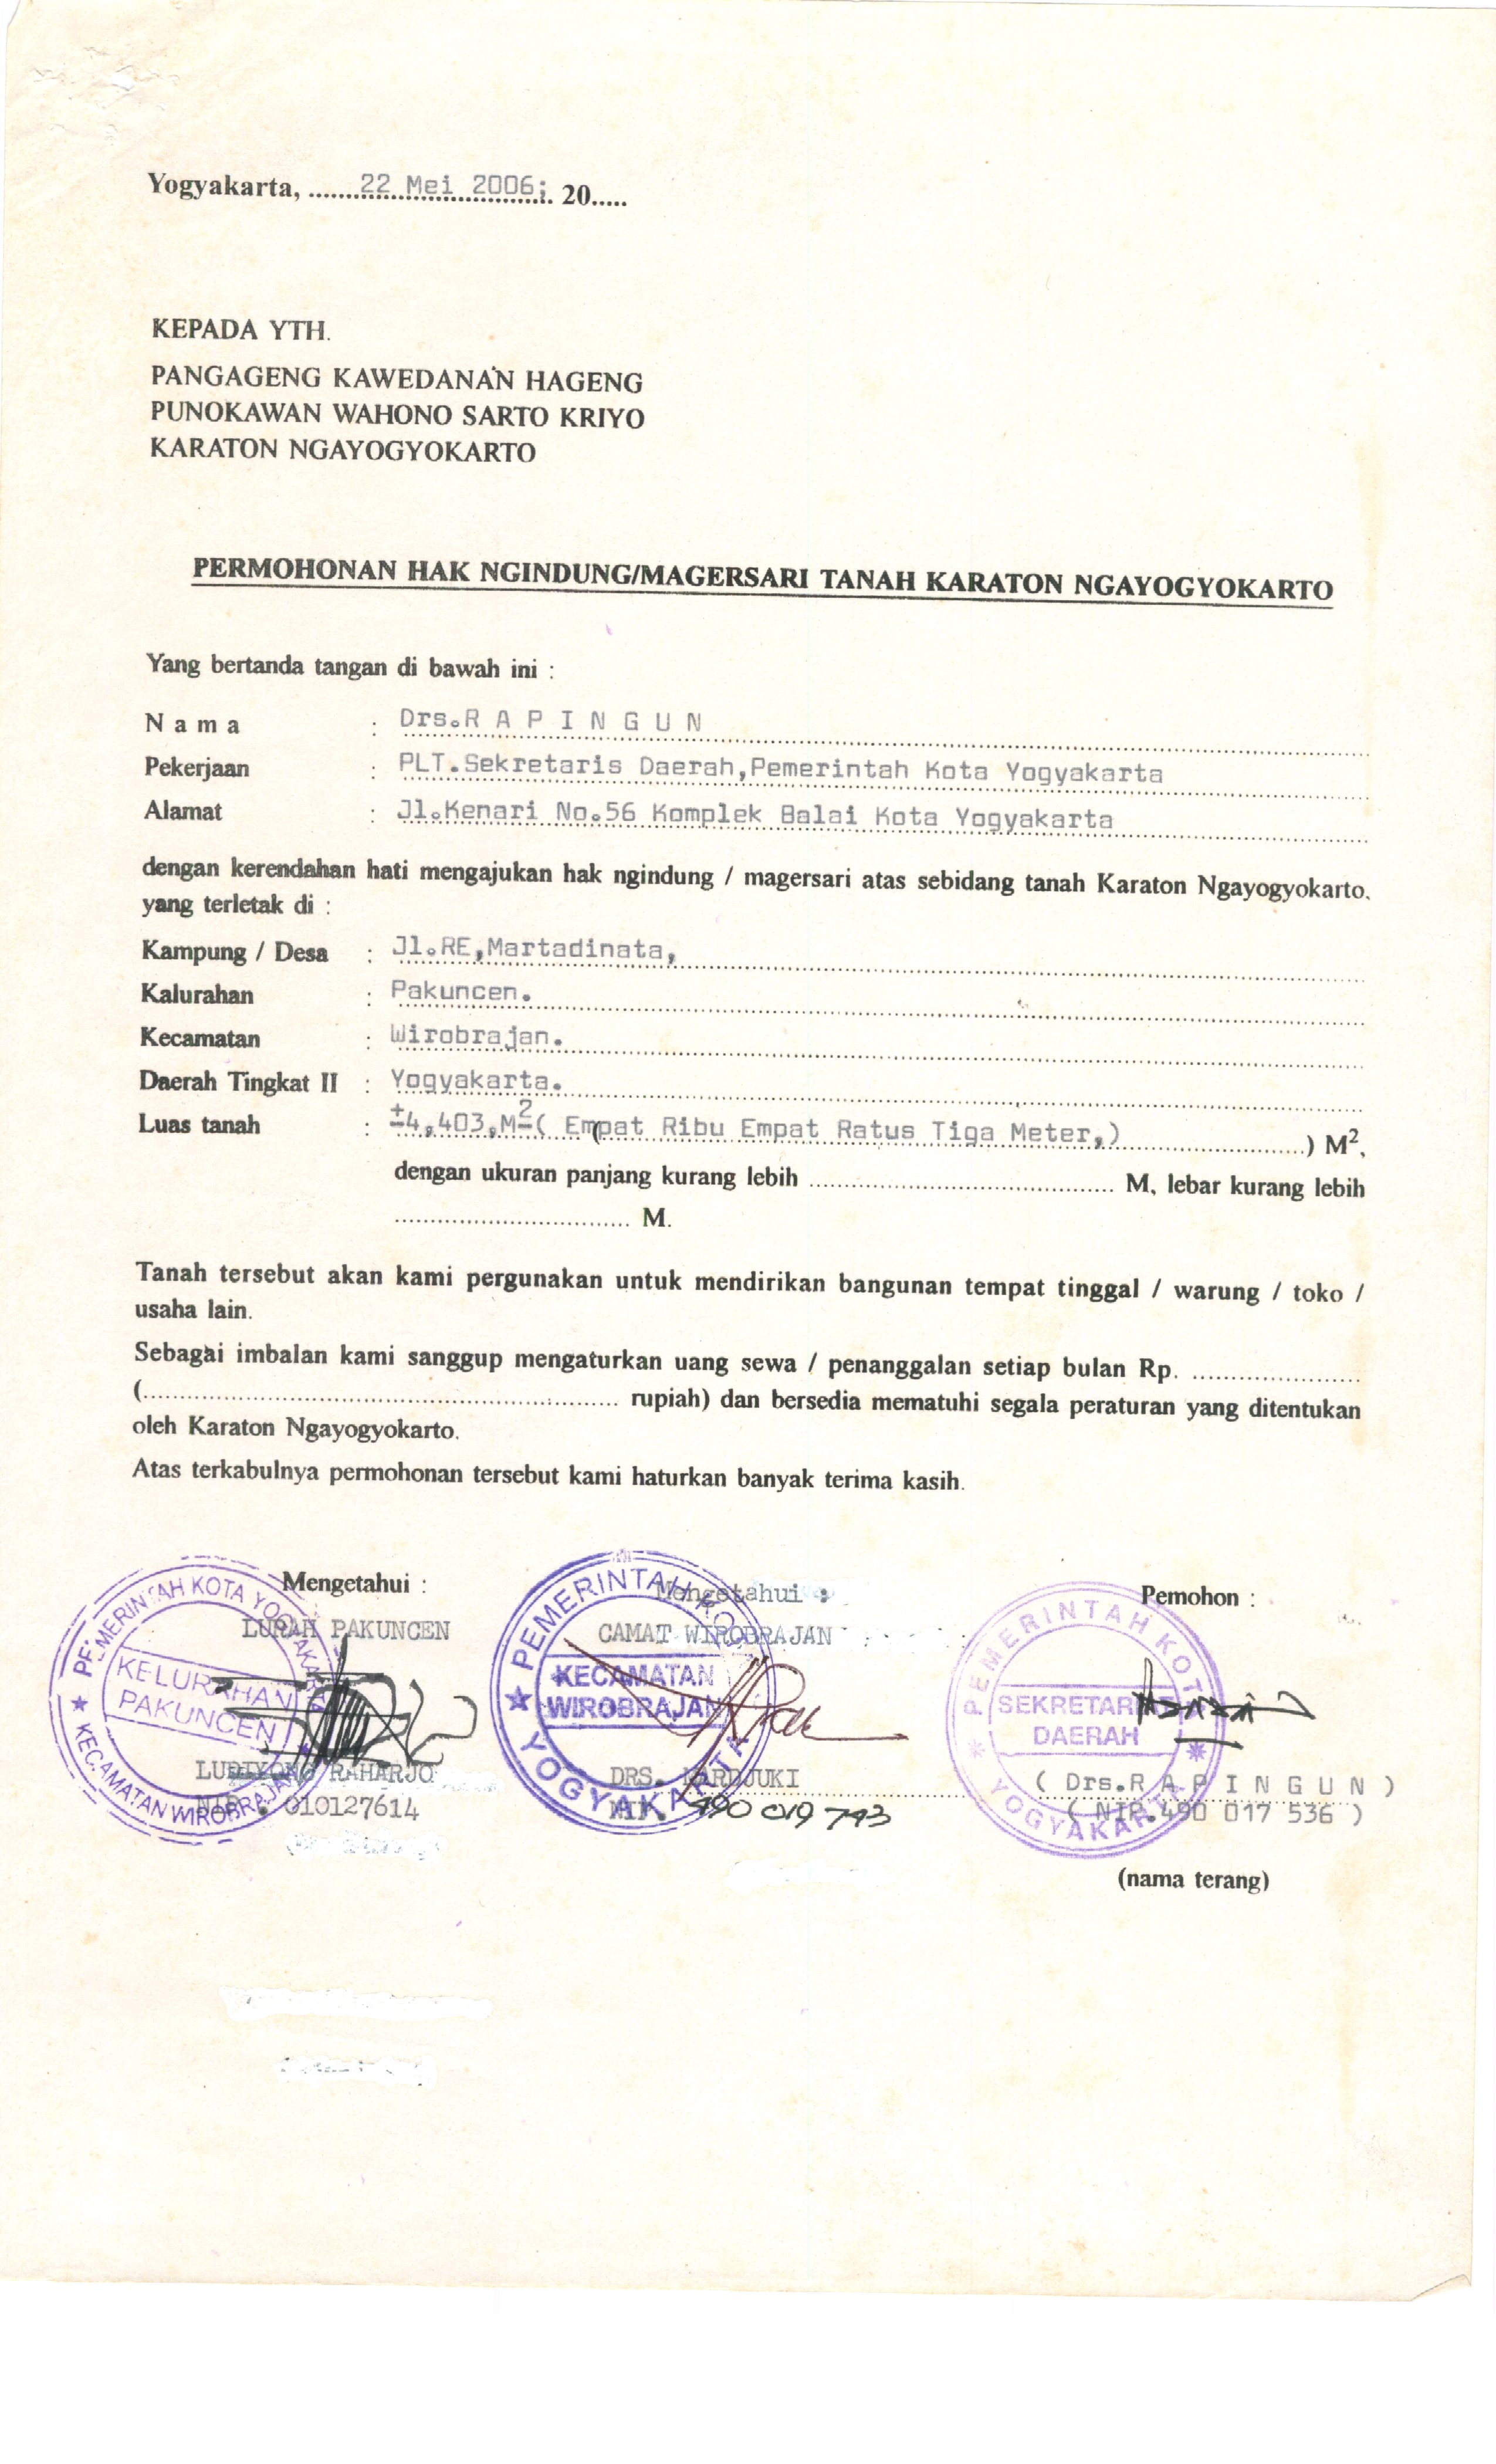 Yogyakarta, .......22 Mei 2006;. 20.....
KEPADA YTH.
PANGAGENG KAWEDANAN HAGENG
PUNOKAWAN WAHONO SARTO KRIYO
KARATON NGAYOGYOKARTO
PERMOHONAN HAK NGINDUNG/MAGERSARI TANAH KARATON NGAYOGYOKARTO
Yang bertanda tangan di bawah ini :
N a m a : Drs.R A P I N G U N
Pekerjaan : PLT.Sekretaris Daerah,Pemerintah Kota Yogyakarta
Alamat : Jl.Kenari No.56 Komplek Balai Kota Yogyakarta
dengan kerendahan hati mengajukan hak ngindung / magersari atas sebidang tanah Karaton Ngayogyokarto,
yang terletak di :
Kampung / Desa : Jl.RE,Martadinata,
Kalurahan : Pakuncen.
Kecamatan : Wirobrajan.
Daerah Tingkat II : Yogyakarta.
Luas tanah : ±4,403,M2( Empat Ribu Empat Ratus Tiga Meter,) ) M²,
dengan ukuran panjang kurang lebih ........ M, lebar kurang lebih
........ M.
Tanah tersebut akan kami pergunakan untuk mendirikan bangunan tempat tinggal / warung / toko /
usaha lain.
Sebagai imbalan kami sanggup mengaturkan uang sewa / penanggalan setiap bulan Rp. ........
(........ rupiah) dan bersedia mematuhi segala peraturan yang ditentukan
oleh Karaton Ngayogyokarto.
Atas terkabulnya permohonan tersebut kami haturkan banyak terima kasih.
Mengetahui : Mengetahui : Pemohon :
LURAH PAKUNCEN CAMAT WIROBRAJAN
PEMERINTAH KOTA YOGYAKARTA
KELURAHAN
PAKUNCEN
KECAMATAN WIROBRAJAN
PEMERINTAH KOTA
KECAMATAN
WIROBRAJAN
YOGYAKARTA
PEMERINTAH KOTA
SEKRETARIAT
DAERAH
YOGYAKARTA
RAHARJO DRS. ( Drs.R A P I N G U N )
NIP. 010127614 NIP. 490 019 743 ( NIP.490 017 536 )
(nama terang)